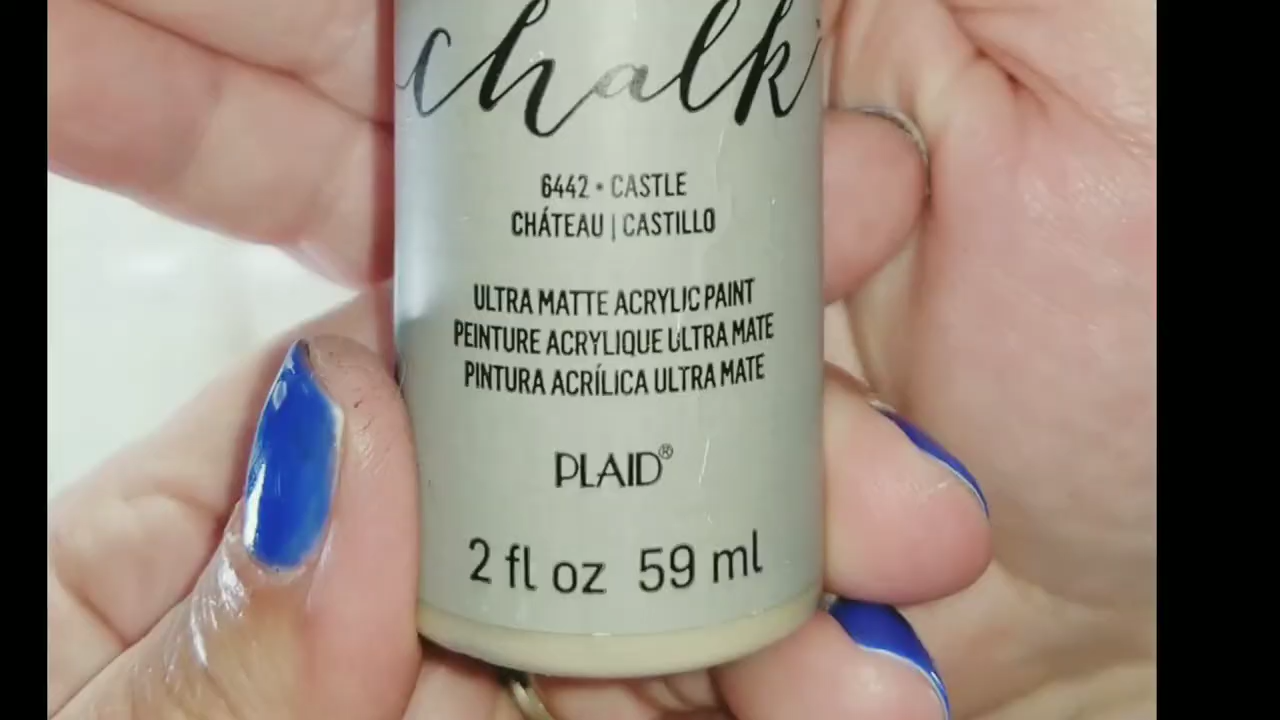 chalk
6442 • CASTLE
CHÁTEAU | CASTILLO
ULTRA MATTE ACRYLIC PAINT
PEINTURE ACRYLIQUE ULTRA MATE
PINTURA ACRÍLICA ULTRA MATE
PLAID®
2 fl oz 59 ml